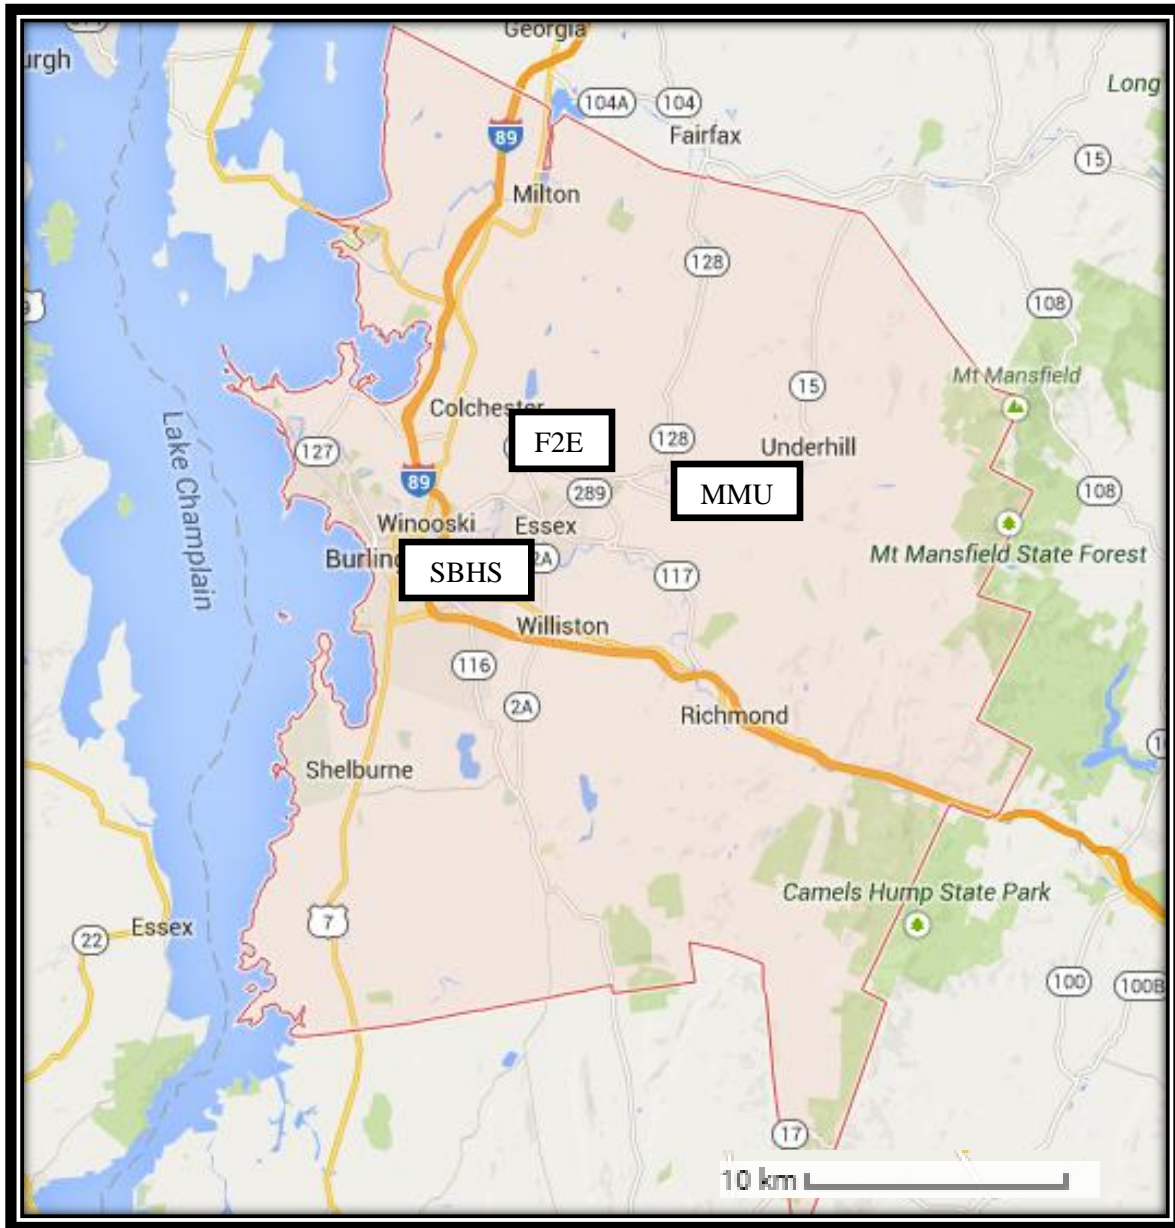 Georgia
urgh
104A
104
Long
89
Fairfax
15
Milton
128
108
Mt Mansfield
15
Colchester
F2E
128
Underhill
127
89
289
MMU
108
Winooski
Essex
Mt Mansfield State Forest
Burling
SBHS
2A
117
Lake Champlain
Williston
116
2A
Richmond
Shelburne
Camels Hump State Park
7
Essex
22
100
100B
17
10 km